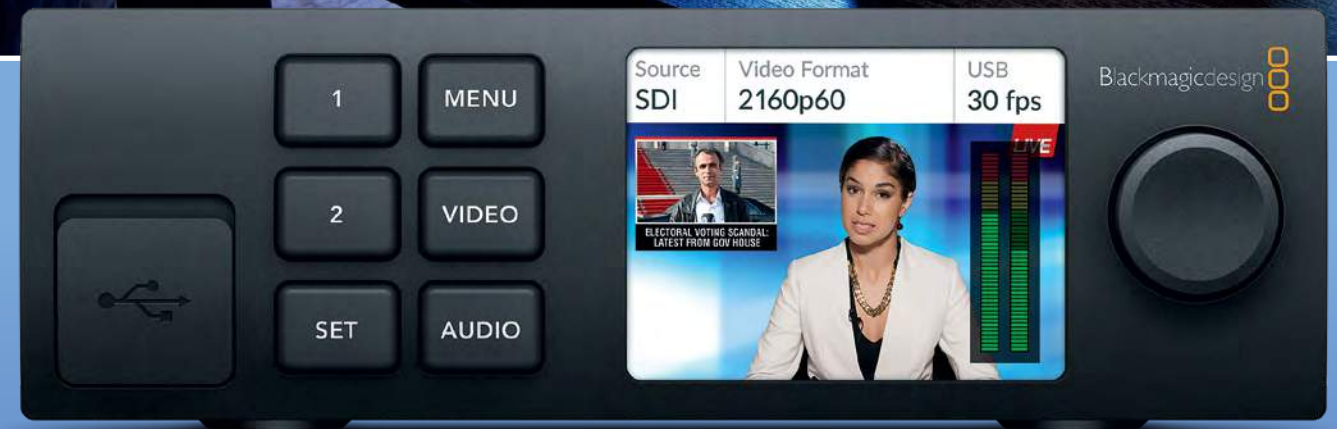 1
MENU
2
VIDEO
SET
AUDIO
Source
SDI
Video Format
2160p60
USB
30 fps
LIVE
ELECTORAL VOTING SCANDAL:
LATEST FROM GOV HOUSE
Blackmagicdesign